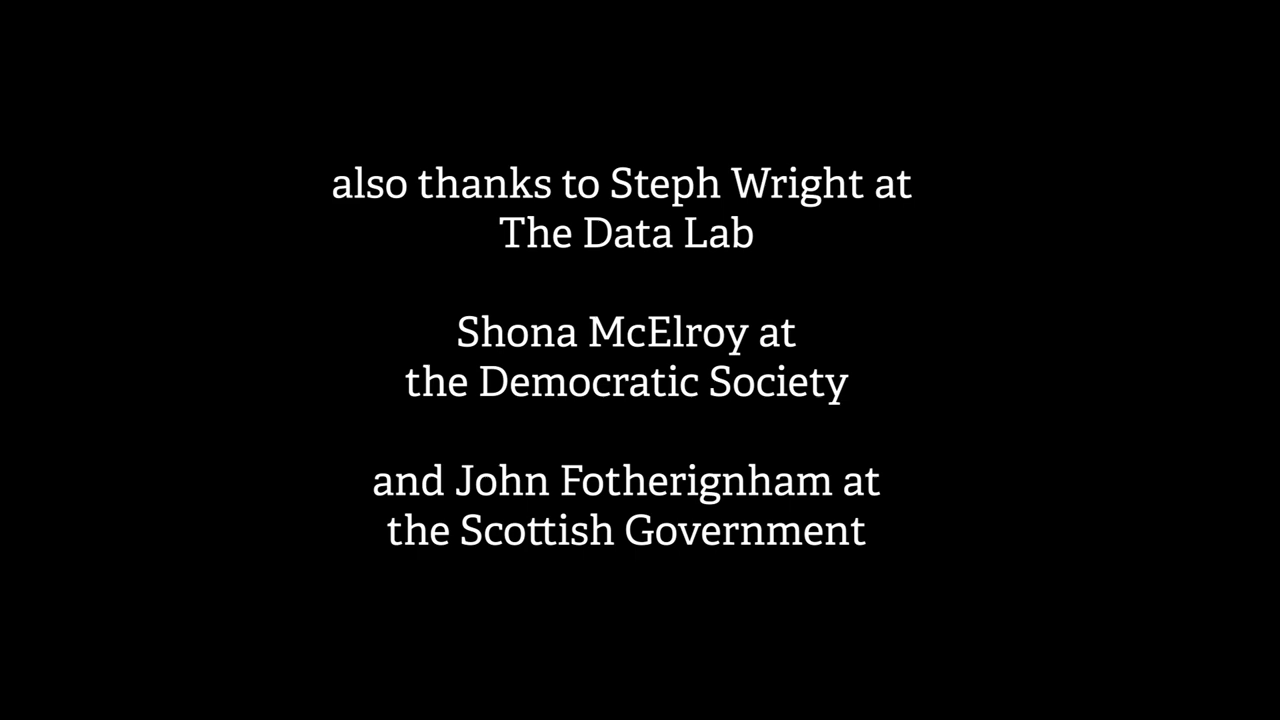 also thanks to Steph Wright at
The Data Lab
Shona McElroy at
the Democratic Society
and John Fotherignham at
the Scottish Government